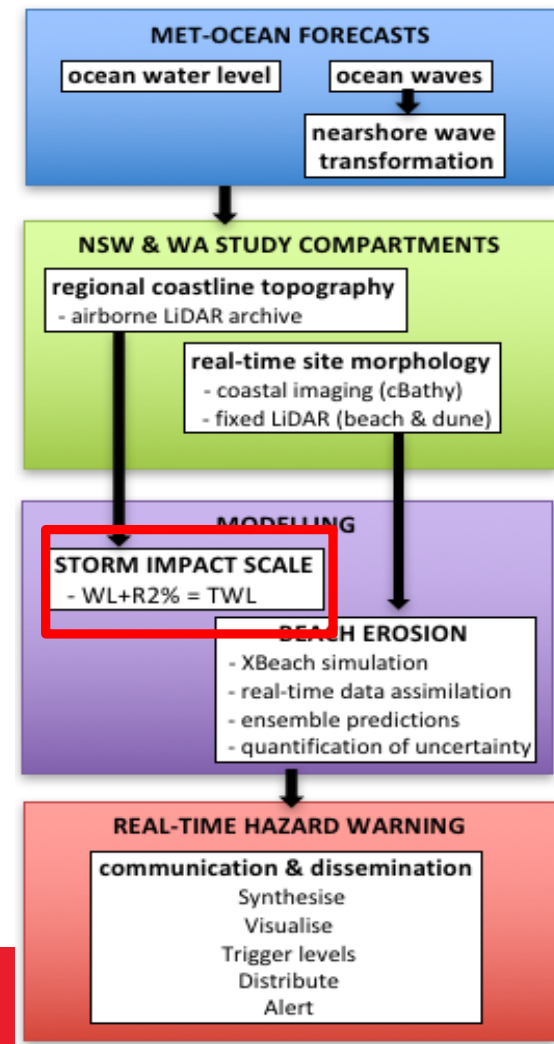 MET-OCEAN FORECASTS
ocean water level
ocean waves
nearshore wave
transformation
NSW & WA STUDY COMPARTMENTS
regional coastline topography
- airborne LiDAR archive
real-time site morphology
- coastal imaging (cBathy)
- fixed LiDAR (beach & dune)
MODELLING
STORM IMPACT SCALE
- WL+R2% = TWL
BEACH EROSION
- XBeach simulation
- real-time data assimilation
- ensemble predictions
- quantification of uncertainty
REAL-TIME HAZARD WARNING
communication & dissemination
Synthesise
Visualise
Trigger levels
Distribute
Alert